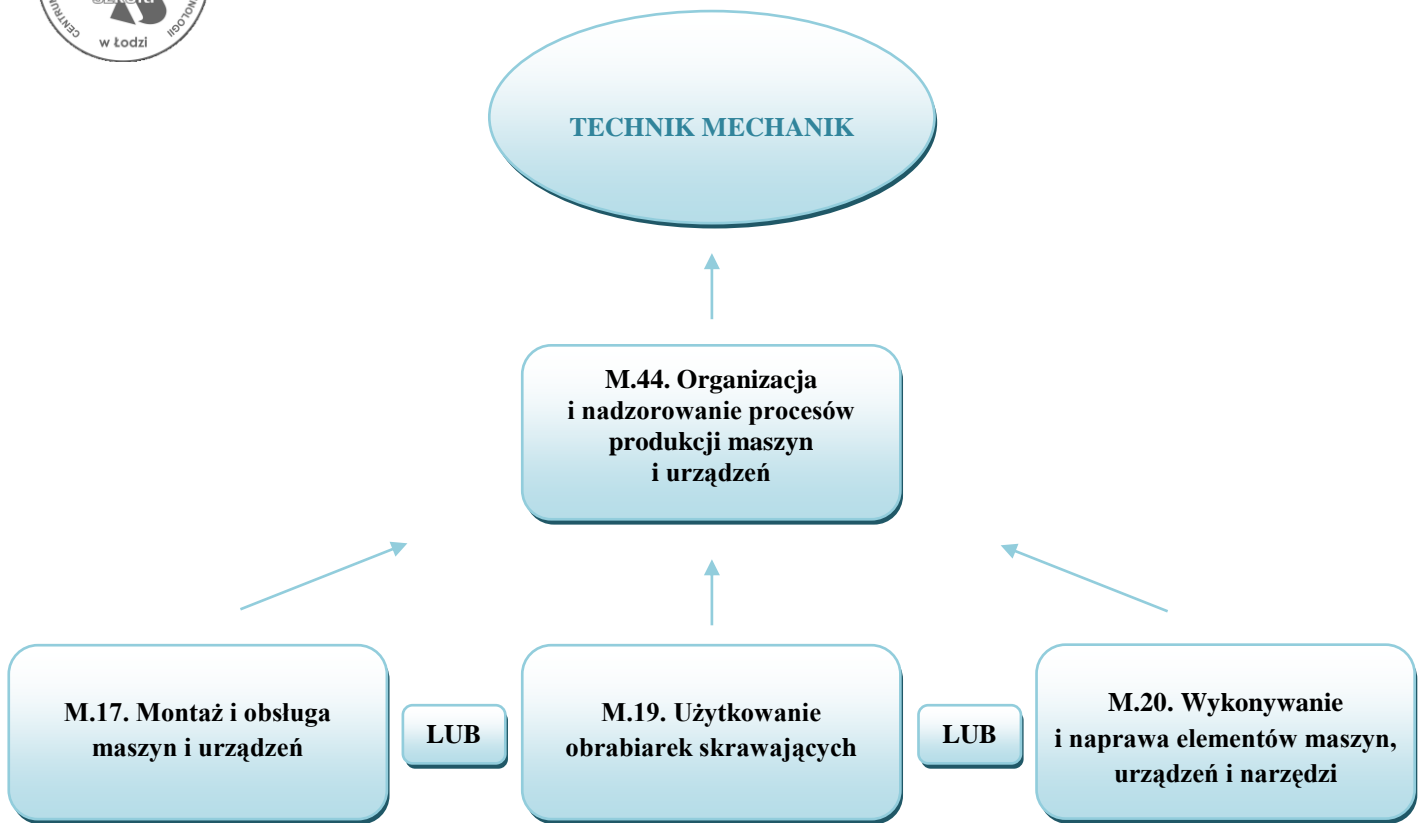 CENTRUM
w Łodzi
TECHNIK MECHANIK
M.44. Organizacja
i nadzorowanie procesów
produkcji maszyn
i urządzeń
M.17. Montaż i obsługa
maszyn i urządzeń
LUB
M.19. Użytkowanie
obrabiarek skrawających
LUB
M.20. Wykonywanie
i naprawa elementów maszyn,
urządzeń i narzędzi